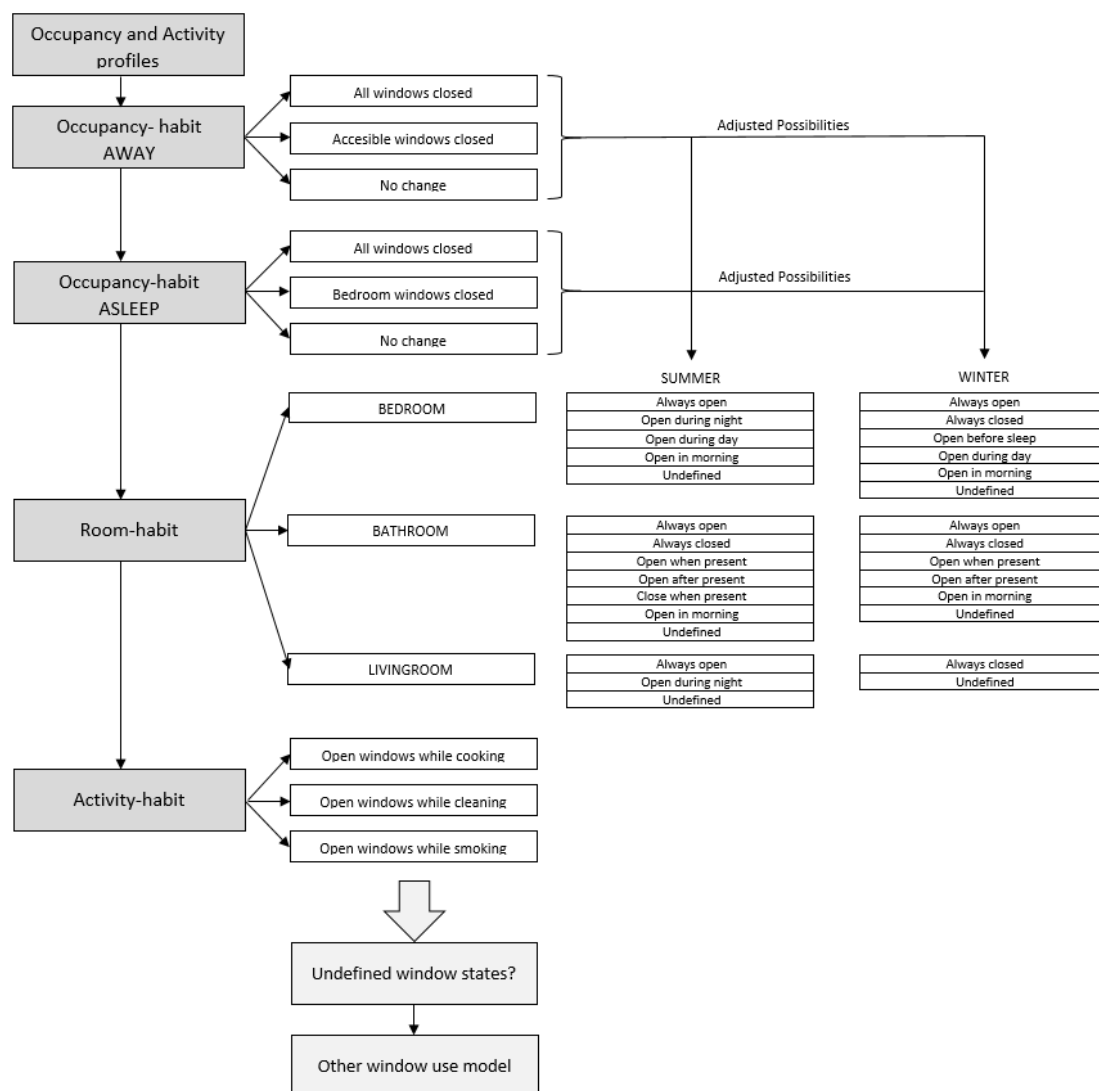 Occupancy and Activity
profiles
Occupancy- habit
AWAY
All windows closed
Accesible windows closed
No change
Adjusted Possibilities
Occupancy-habit
ASLEEP
All windows closed
Bedroom windows closed
No change
Adjusted Possibilities
SUMMER
WINTER
Room-habit
BEDROOM
Always open
Open during night
Open during day
Open in morning
Undefined
Always open
Always closed
Open before sleep
Open during day
Open in morning
Undefined
BATHROOM
Always open
Always closed
Open when present
Open after present
Close when present
Open in morning
Undefined
Always open
Always closed
Open when present
Open after present
Open in morning
Undefined
LIVINGROOM
Always open
Open during night
Undefined
Always closed
Undefined
Activity-habit
Open windows while cooking
Open windows while cleaning
Open windows while smoking
Undefined window states?
Other window use model